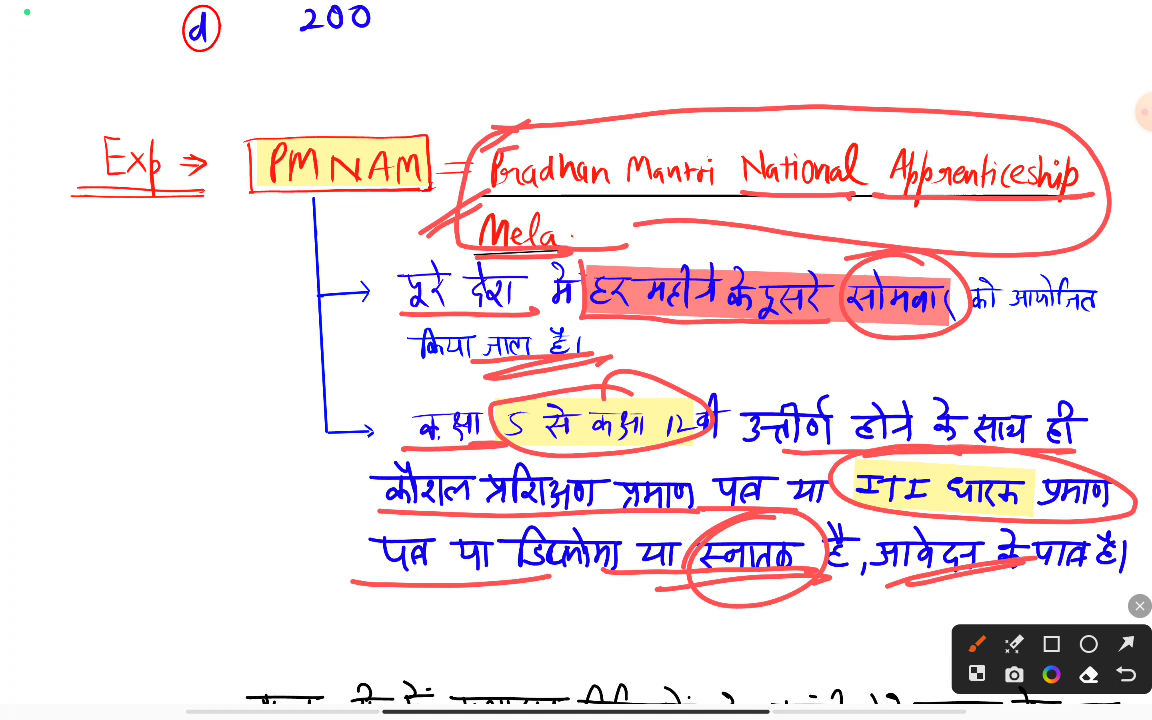 d 200
Exp → PMNAM = Pradhan Mantri National Apprenticeship
Mela.
पूरे देश में हर महीने के दूसरे सोमवार को आयोजित
किया जाता है।
कक्षा 5 से कक्षा 12वी उत्तीर्ण होने के साथ ही
कौशल प्रशिक्षण प्रमाण पत्र या ITI धारक प्रमाण
पत्र या डिप्लोमा या स्नातक है, आवेदन के पात्र है।